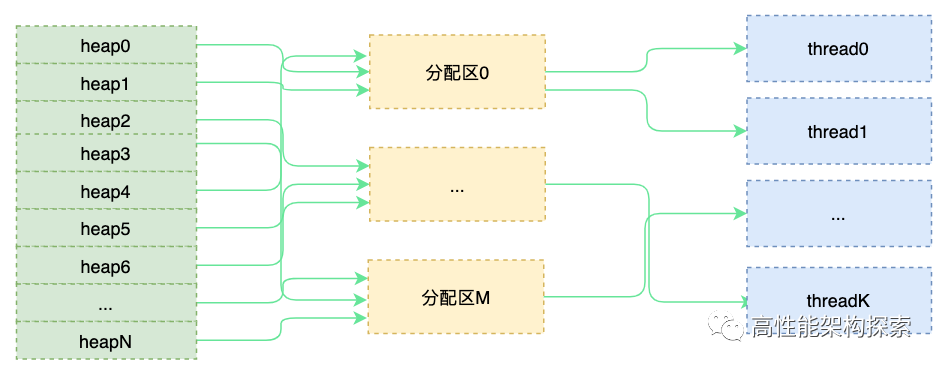 heap0
heap1
heap2
heap3
heap4
heap5
heap6
...
heapN
分配区0
...
分配区M
thread0
thread1
...
threadK
高性能架构探索